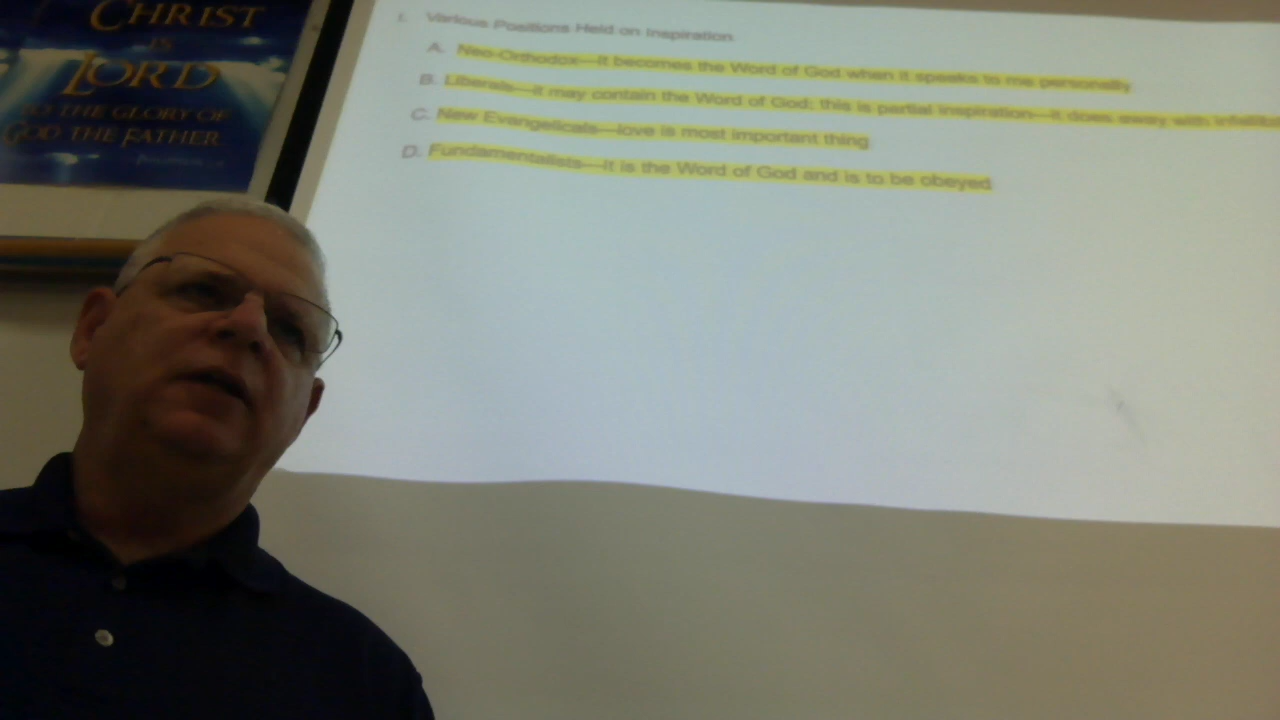 CHRIST
IS
LORD
TO THE GLORY OF
GOD THE FATHER.
I. Various Positions Held on Inspiration
A. Neo-Orthodox—It becomes the Word of God when it speaks to me personally
B. Liberals—it may contain the Word of God; this is partial inspiration—it does away with
C. New Evangelicals—love is most important thing
D. Fundamentalists—It is the Word of God and is to be obeyed